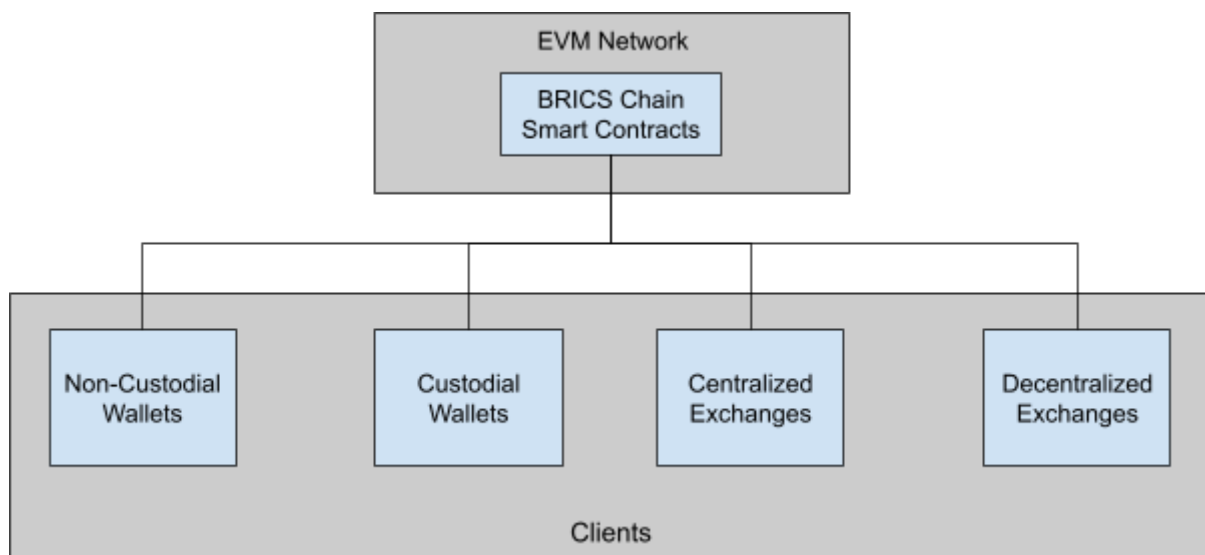 EVM Network
BRICS Chain
Smart Contracts
Non-Custodial
Wallets
Custodial
Wallets
Centralized
Exchanges
Decentralized
Exchanges
Clients